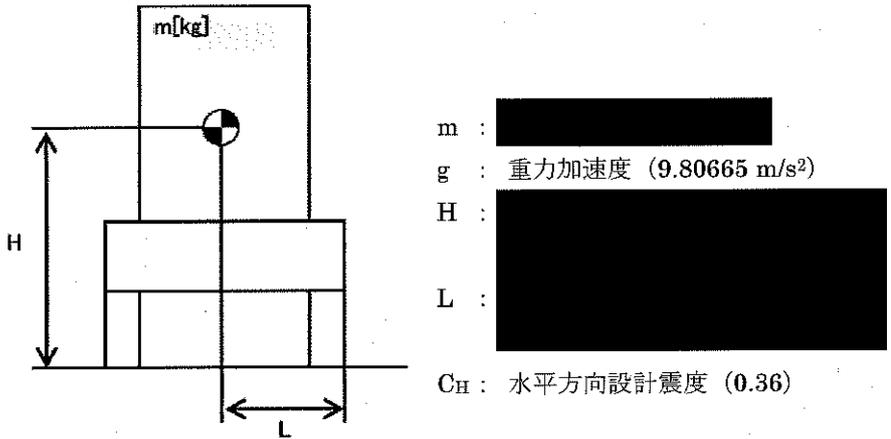 m[kg]
H
L
m :
g : 重力加速度（9.80665 m/s²）
H :
L :
CH : 水平方向設計震度（0.36）